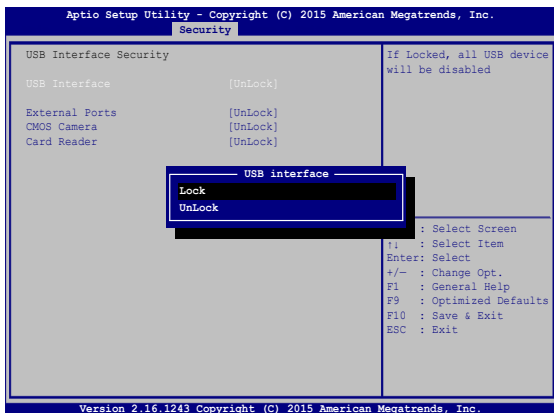 Aptio Setup Utility - Copyright (C) 2015 American Megatrends, Inc.
Security
USB Interface Security
USB Interface [UnLock]
External Ports [UnLock]
CMOS Camera [UnLock]
Card Reader [UnLock]
USB interface
Lock
UnLock
If Locked, all USB device
will be disabled
: Select Screen
↑↓ : Select Item
Enter: Select
+/— : Change Opt.
F1 : General Help
F9 : Optimized Defaults
F10 : Save & Exit
ESC : Exit
Version 2.16.1243 Copyright (C) 2015 American Megatrends, Inc.